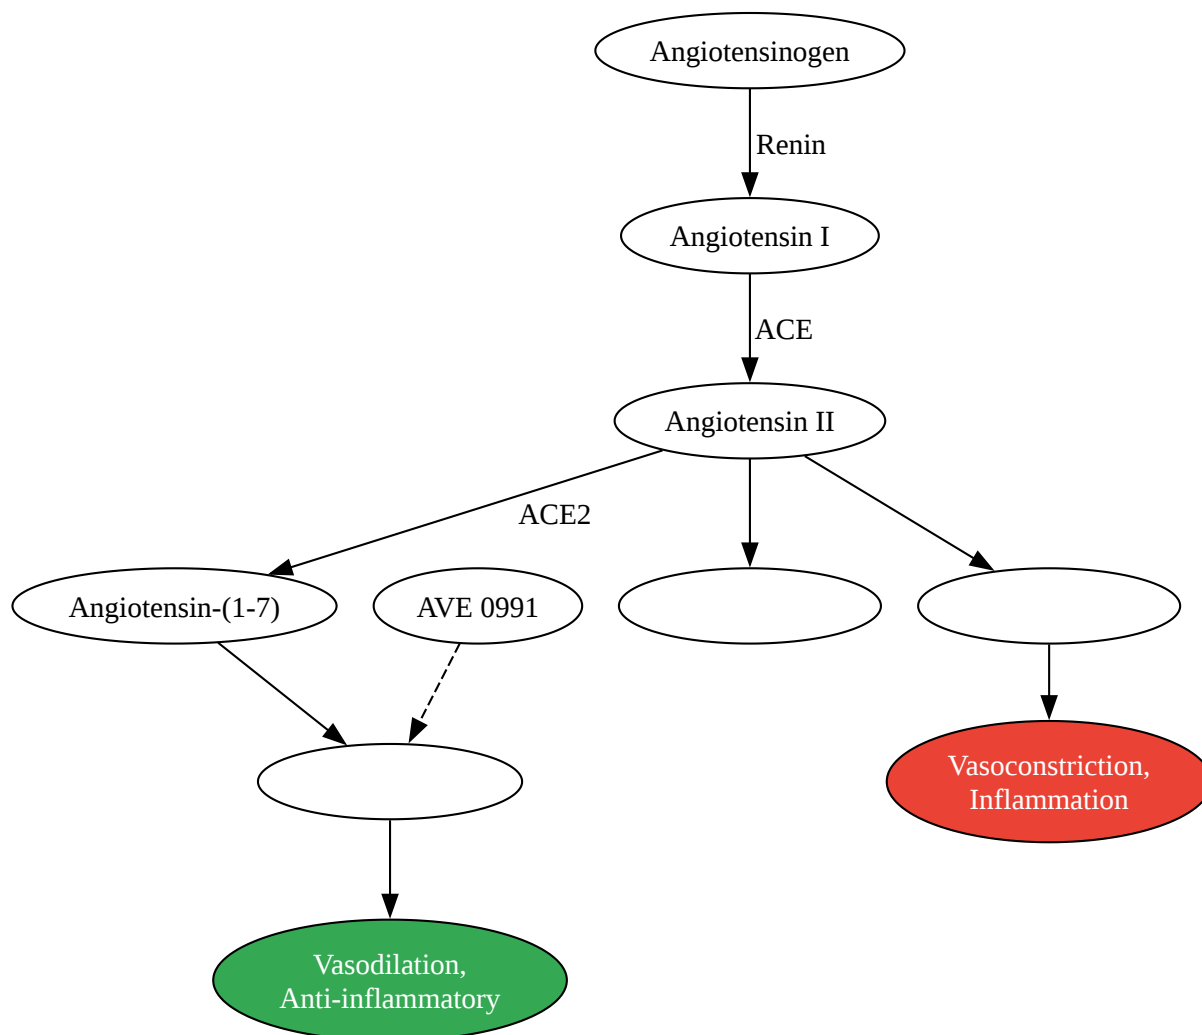 Angiotensinogen
Renin
Angiotensin I
ACE
Angiotensin II
ACE2
Angiotensin-(1-7)
AVE 0991
Vasoconstriction,
Inflammation
Vasodilation,
Anti-inflammatory